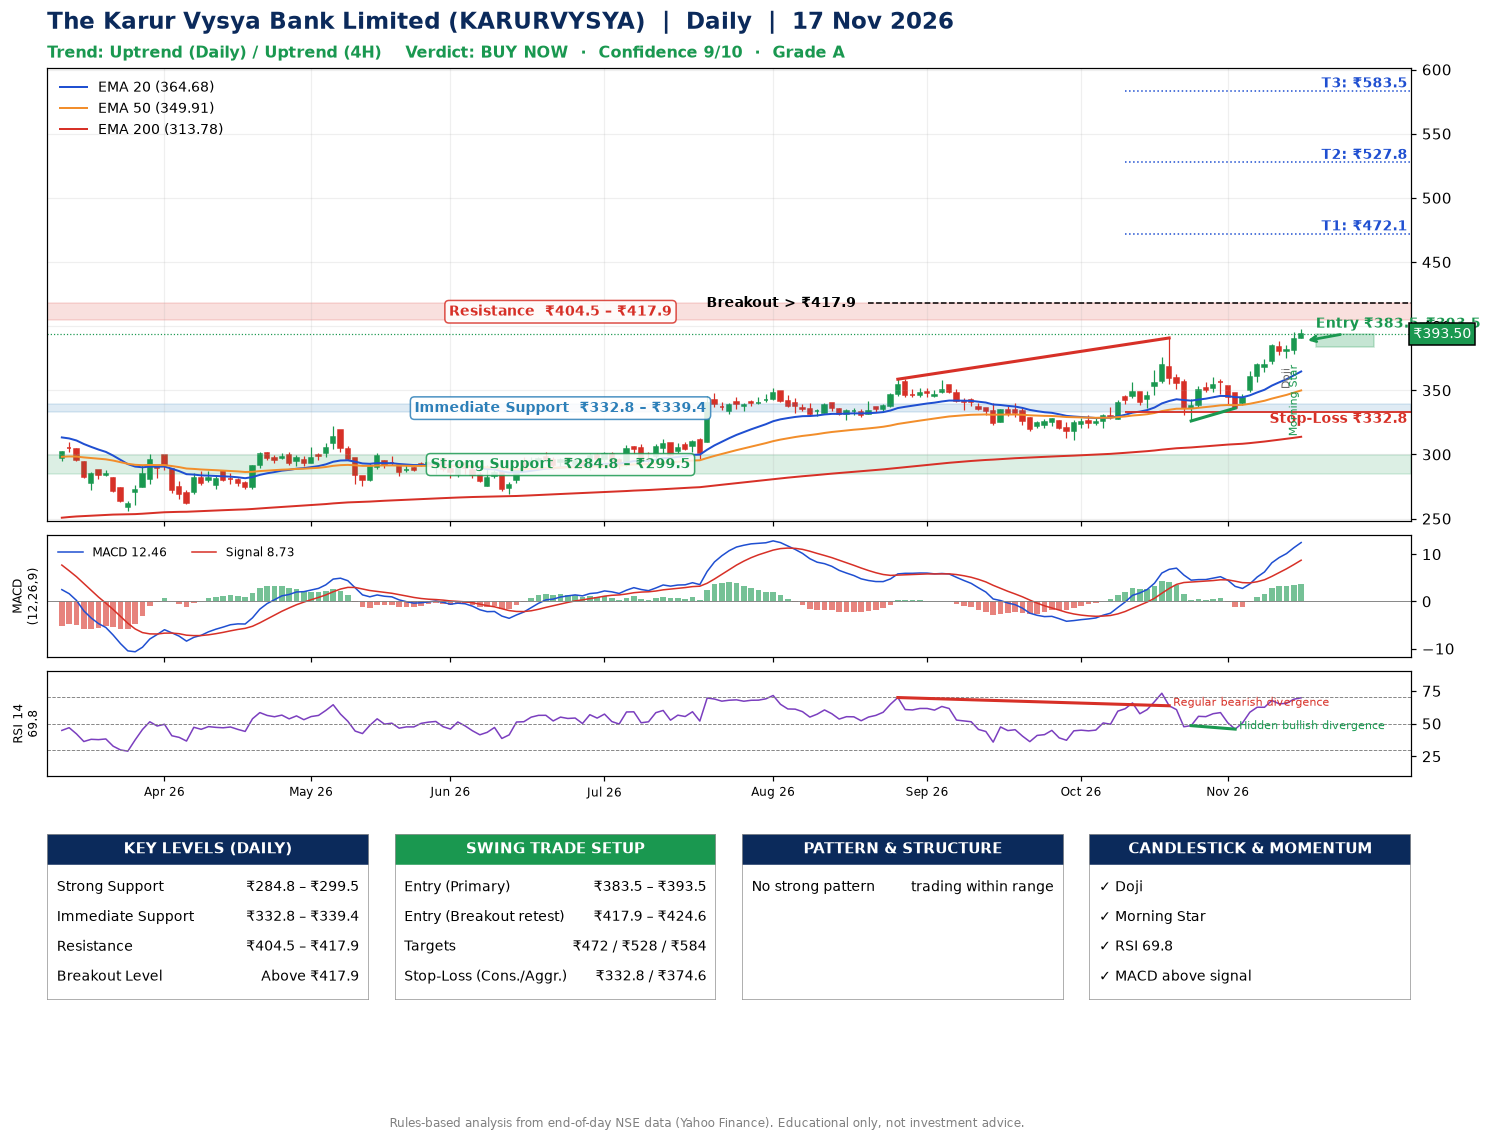 The Karur Vysya Bank Limited (KARURVYSYA) | Daily | 17 Nov 2026
Trend: Uptrend (Daily) / Uptrend (4H) Verdict: BUY NOW · Confidence 9/10 · Grade A
EMA 20 (364.68)
EMA 50 (349.91)
EMA 200 (313.78)
T3: ₹583.5
T2: ₹527.8
T1: ₹472.1
Resistance ₹404.5 – ₹417.9
Breakout > ₹417.9
Entry ₹383.5–₹393.5
₹393.50
Immediate Support ₹332.8 – ₹339.4
Doji
Morning Star
Stop-Loss ₹332.8
Strong Support ₹284.8 – ₹299.5
600
550
500
450
350
300
250
MACD 12.46 Signal 8.73
MACD
(12,26,9)
10
0
−10
RSI 14
69.8
Regular bearish divergence
Hidden bullish divergence
75
50
25
Apr 26 May 26 Jun 26 Jul 26 Aug 26 Sep 26 Oct 26 Nov 26
KEY LEVELS (DAILY)
Strong Support ₹284.8 – ₹299.5
Immediate Support ₹332.8 – ₹339.4
Resistance ₹404.5 – ₹417.9
Breakout Level Above ₹417.9
SWING TRADE SETUP
Entry (Primary) ₹383.5 – ₹393.5
Entry (Breakout retest) ₹417.9 – ₹424.6
Targets ₹472 / ₹528 / ₹584
Stop-Loss (Cons./Aggr.) ₹332.8 / ₹374.6
PATTERN & STRUCTURE
No strong pattern trading within range
CANDLESTICK & MOMENTUM
✓ Doji
✓ Morning Star
✓ RSI 69.8
✓ MACD above signal
Rules-based analysis from end-of-day NSE data (Yahoo Finance). Educational only, not investment advice.